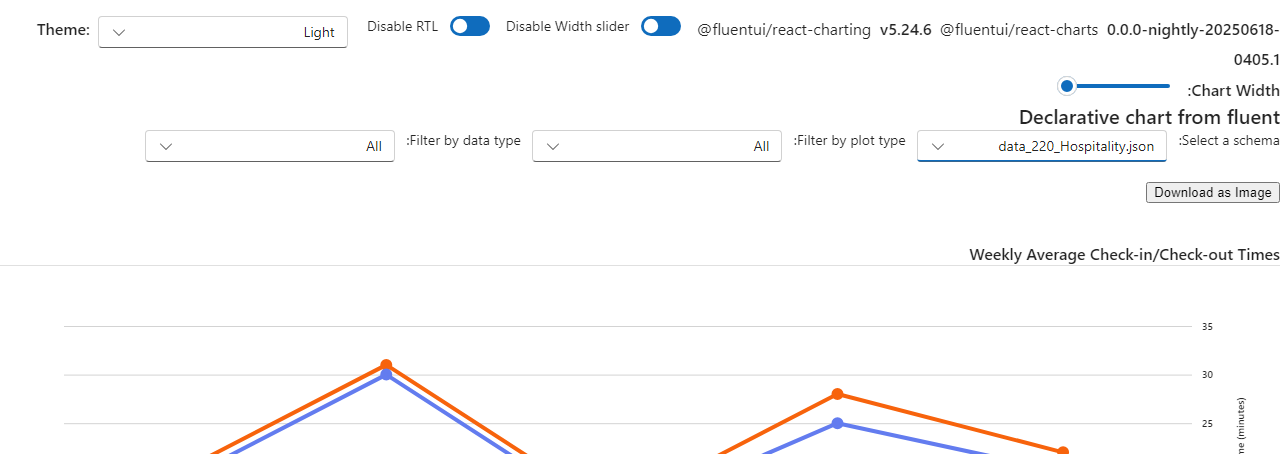 Theme: Light Disable RTL Disable Width slider @fluentui/react-charting v5.24.6 @fluentui/react-charts 0.0.0-nightly-20250618-
0405.1
:Chart Width
Declarative chart from fluent
:Select a schema data_220_Hospitality.json :Filter by plot type All :Filter by data type All
Download as Image
Weekly Average Check-in/Check-out Times
35
30
25
(minutes)